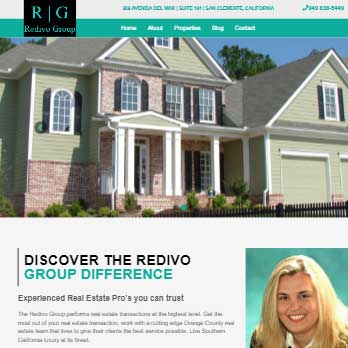 R | G
Redivo Group
209 AVENIDA DEL MAR | SUITE 101 | SAN CLEMENTE, CALIFORNIA
949 838-8449
Home About Properties Blog Contact
DISCOVER THE REDIVO
GROUP DIFFERENCE
Experienced Real Estate Pro's you can trust
The Redivo Group performs real estate transactions at the highest level. Get the
most out of your real estate transaction, work with a cutting edge Orange County real
estate team that lives to give their clients the best service possible. Live Southern
California luxury at its finest.